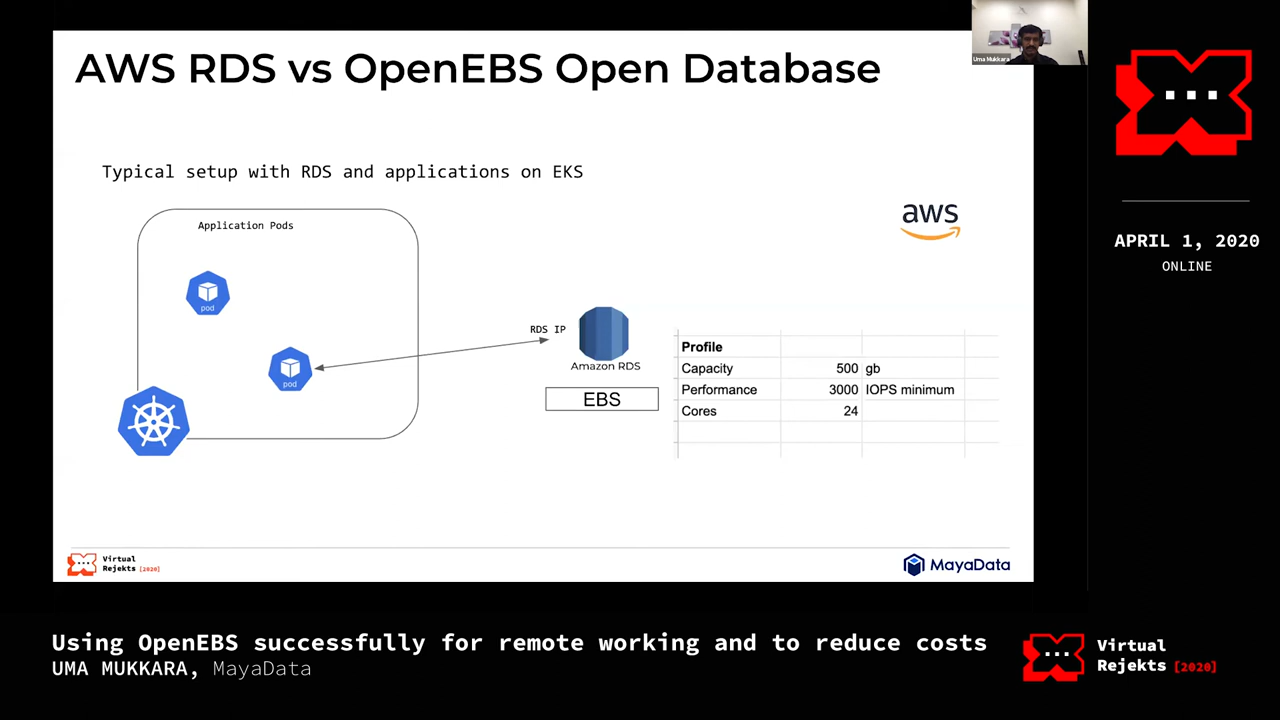 AWS RDS vs OpenEBS Open Database
Uma Mukkara
Typical setup with RDS and applications on EKS
Application Pods
pod
pod
RDS IP
Amazon RDS
EBS
aws
Profile
Capacity 500 gb
Performance 3000 IOPS minimum
Cores 24
Virtual
Rejekts [2020]
MayaData
APRIL 1, 2020
ONLINE
Using OpenEBS successfully for remote working and to reduce costs
UMA MUKKARA, MayaData
Virtual
Rejekts [2020]